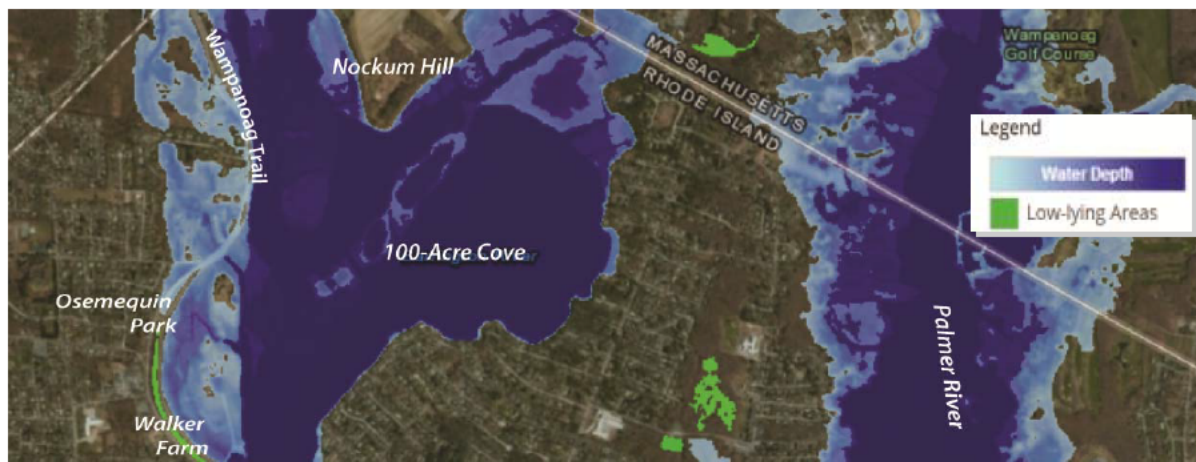 Wampanoag Trail
Nockum Hill
MASSACHUSETTS
RHODE ISLAND
Wampanoag
Golf Course
Legend
Water Depth
Low-lying Areas
100-Acre Cove
Osemequin
Park
Palmer River
Walker
Farm